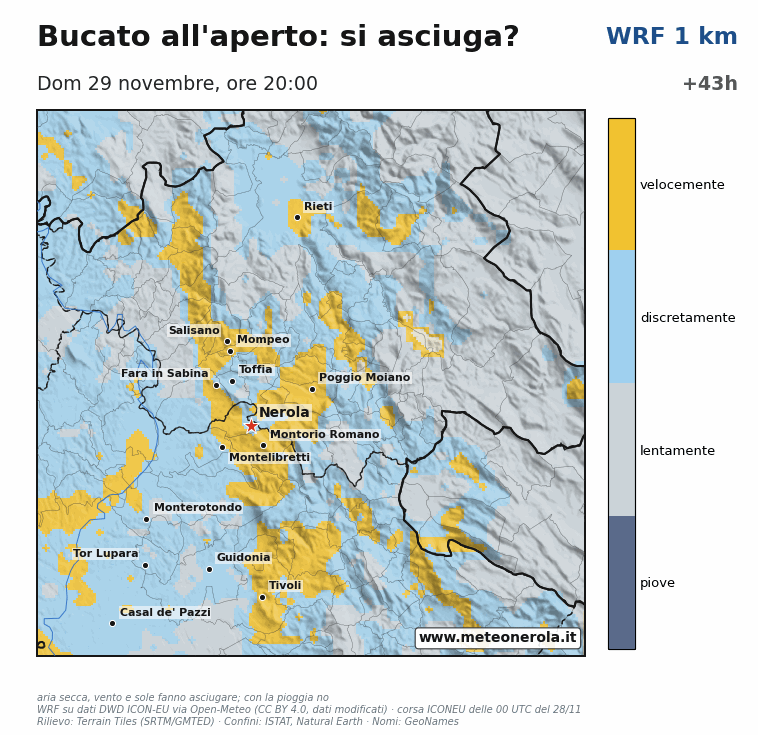 Bucato all'aperto: si asciuga?
WRF 1 km
Dom 29 novembre, ore 20:00
+43h
velocemente
Rieti
discretamente
Salisano
Mompeo
Toffia
Fara in Sabina
Poggio Moiano
Nerola
Montorio Romano
lentamente
Montelibretti
Monterotondo
Tor Lupara
Guidonia
piove
Tivoli
Casal de' Pazzi
www.meteonerola.it
aria secca, vento e sole fanno asciugare; con la pioggia no
WRF su dati DWD ICON-EU via Open-Meteo (CC BY 4.0, dati modificati) · corsa ICONEU delle 00 UTC del 28/11
Rilievo: Terrain Tiles (SRTM/GMTED) · Confini: ISTAT, Natural Earth · Nomi: GeoNames